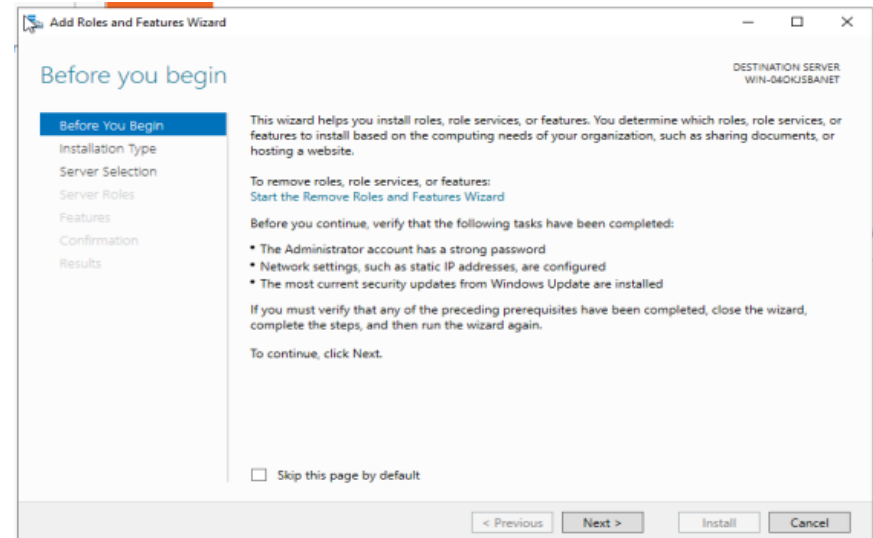 Add Roles and Features Wizard
Before you begin
DESTINATION SERVER
WIN-04OKJSBANET
Before You Begin
Installation Type
Server Selection
Server Roles
Features
Confirmation
Results
This wizard helps you install roles, role services, or features. You determine which roles, role services, or
features to install based on the computing needs of your organization, such as sharing documents, or
hosting a website.
To remove roles, role services, or features:
Start the Remove Roles and Features Wizard
Before you continue, verify that the following tasks have been completed:
• The Administrator account has a strong password
• Network settings, such as static IP addresses, are configured
• The most current security updates from Windows Update are installed
If you must verify that any of the preceding prerequisites have been completed, close the wizard,
complete the steps, and then run the wizard again.
To continue, click Next.
Skip this page by default
< Previous
Next >
Install
Cancel